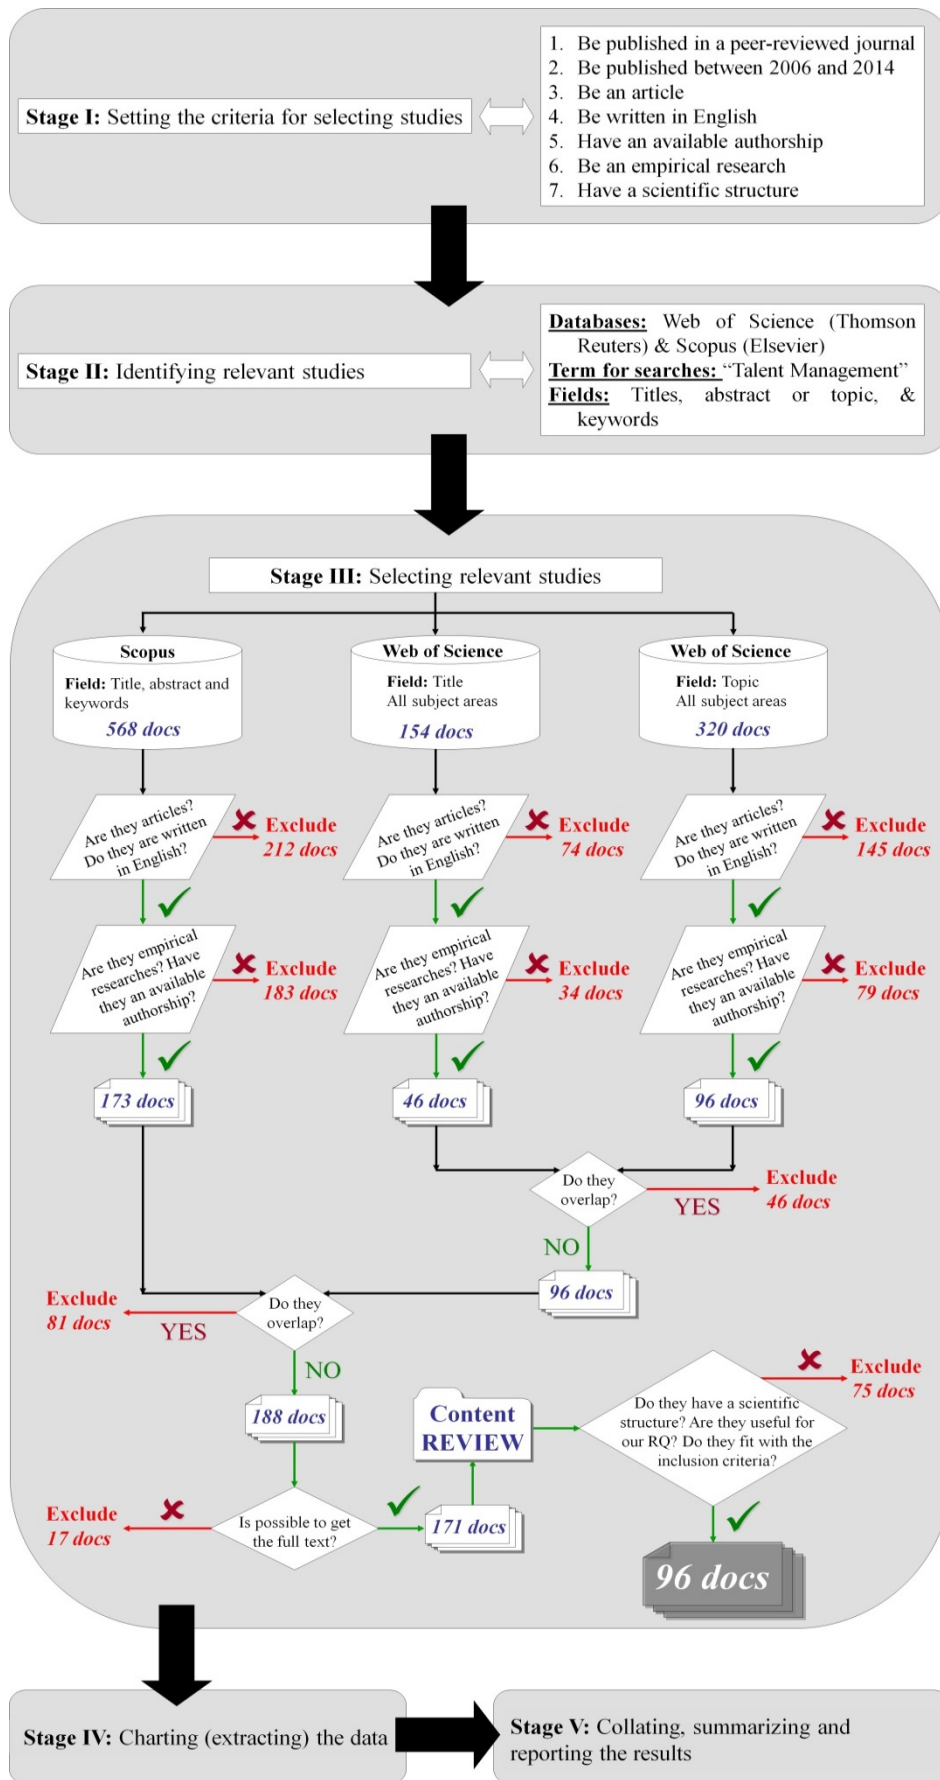 Stage I: Setting the criteria for selecting studies
1. Be published in a peer-reviewed journal
2. Be published between 2006 and 2014
3. Be an article
4. Be written in English
5. Have an available authorship
6. Be an empirical research
7. Have a scientific structure
Stage II: Identifying relevant studies
Databases: Web of Science (Thomson
Reuters) & Scopus (Elsevier)
Term for searches: “Talent Management”
Fields: Titles, abstract or topic, &
keywords
Stage III: Selecting relevant studies
Scopus
Field: Title, abstract and
keywords
568 docs
Web of Science
Field: Title
All subject areas
154 docs
Web of Science
Field: Topic
All subject areas
320 docs
Are they articles?
Do they are written
in English?
Exclude
212 docs
Are they articles?
Do they are written
in English?
Exclude
74 docs
Are they articles?
Do they are written
in English?
Exclude
145 docs
Are they empirical
researches? Have
they an available
authorship?
Exclude
183 docs
Are they empirical
researches? Have
they an available
authorship?
Exclude
34 docs
Are they empirical
researches? Have
they an available
authorship?
Exclude
79 docs
173 docs
46 docs
96 docs
Do they
overlap?
YES
Exclude
46 docs
NO
96 docs
Do they
overlap?
YES
Exclude
81 docs
NO
188 docs
Is possible to get
the full text?
Exclude
17 docs
171 docs
Content
REVIEW
Do they have a scientific
structure? Are they useful for
our RQ? Do they fit with the
inclusion criteria?
Exclude
75 docs
96 docs
Stage IV: Charting (extracting) the data
Stage V: Collating, summarizing and
reporting the results